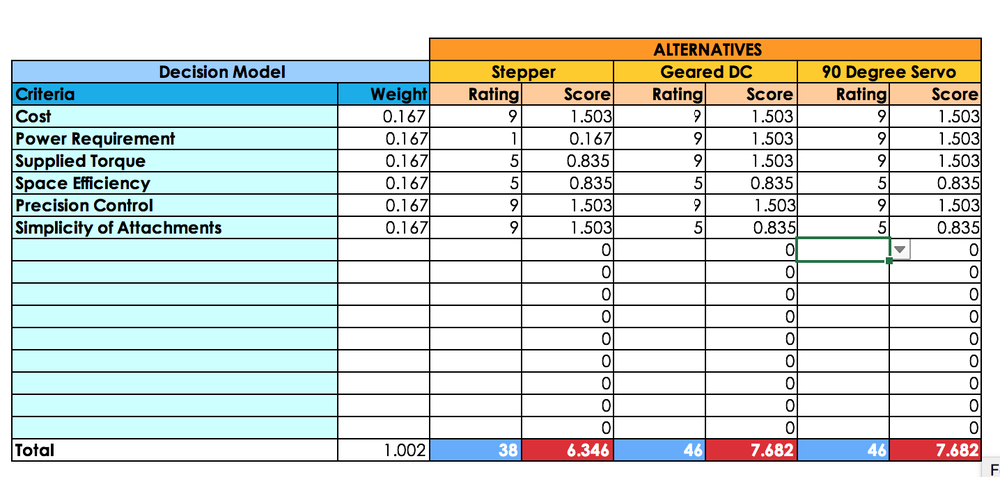 ALTERNATIVES
Decision Model Stepper Geared DC 90 Degree Servo
Criteria Weight Rating Score Rating Score Rating Score
Cost 0.167 9 1.503 9 1.503 9 1.503
Power Requirement 0.167 1 0.167 9 1.503 9 1.503
Supplied Torque 0.167 5 0.835 9 1.503 9 1.503
Space Efficiency 0.167 5 0.835 5 0.835 5 0.835
Precision Control 0.167 9 1.503 9 1.503 9 1.503
Simplicity of Attachments 0.167 9 1.503 5 0.835 5 0.835
0 0 0
0 0 0
0 0 0
0 0 0
0 0 0
0 0 0
0 0 0
0 0 0
0 0 0
Total 1.002 38 6.346 46 7.682 46 7.682
F